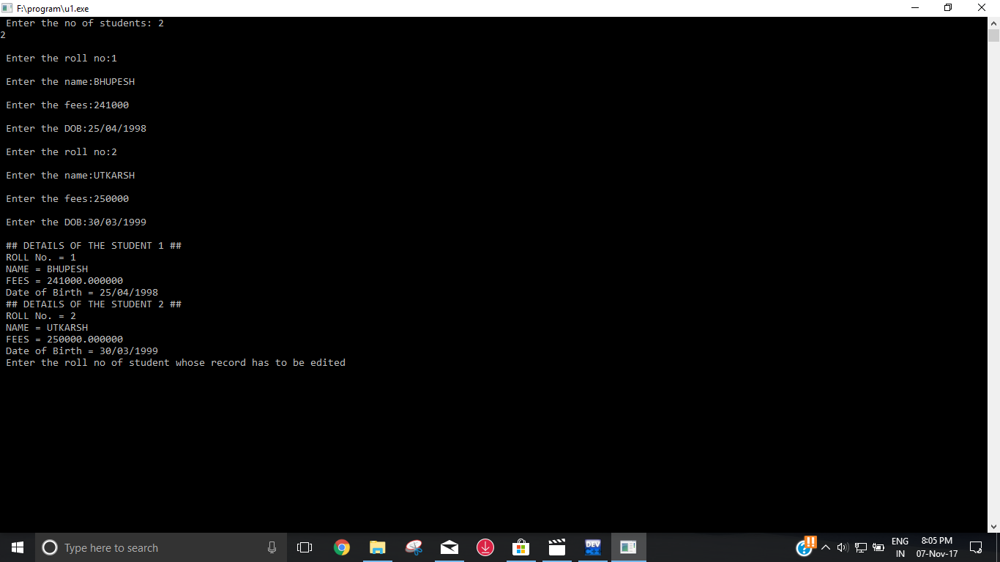 F:\program\u1.exe
Enter the no of students: 2
2
Enter the roll no:1
Enter the name:BHUPESH
Enter the fees:241000
Enter the DOB:25/04/1998
Enter the roll no:2
Enter the name:UTKARSH
Enter the fees:250000
Enter the DOB:30/03/1999
## DETAILS OF THE STUDENT 1 ##
ROLL No. = 1
NAME = BHUPESH
FEES = 241000.000000
Date of Birth = 25/04/1998
## DETAILS OF THE STUDENT 2 ##
ROLL No. = 2
NAME = UTKARSH
FEES = 250000.000000
Date of Birth = 30/03/1999
Enter the roll no of student whose record has to be edited
Type here to search
DEV
ENG
IN
8:05 PM
07-Nov-17